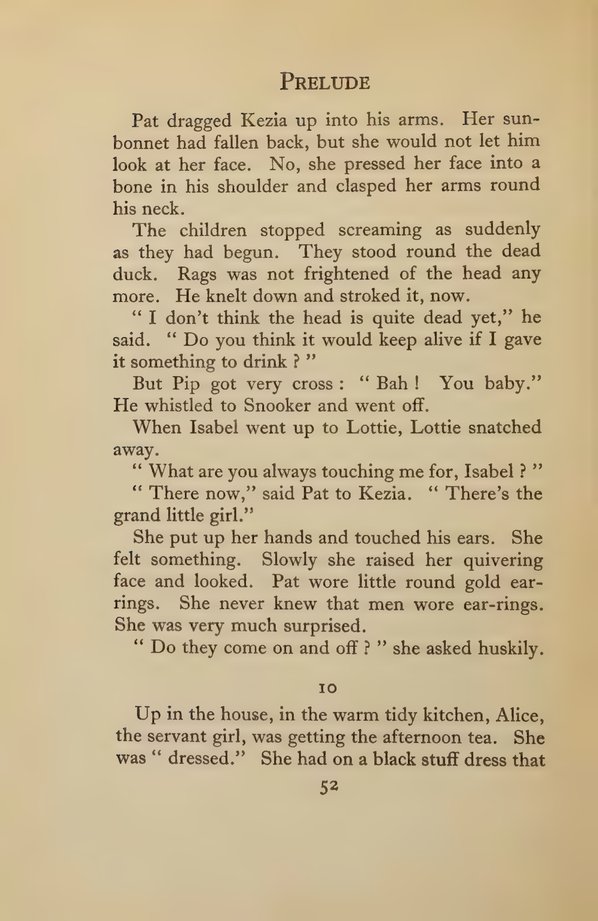 PRELUDE
Pat dragged Kezia up into his arms. Her sun-
bonnet had fallen back, but she would not let him
look at her face. No, she pressed her face into a
bone in his shoulder and clasped her arms round
his neck.
The children stopped screaming as suddenly
as they had begun. They stood round the dead
duck. Rags was not frightened of the head any
more. He knelt down and stroked it, now.
“ I don’t think the head is quite dead yet,” he
said. “ Do you think it would keep alive if I gave
it something to drink ? ”
But Pip got very cross : “ Bah ! You baby.”
He whistled to Snooker and went off.
When Isabel went up to Lottie, Lottie snatched
away.
“ What are you always touching me for, Isabel ? ”
“ There now,” said Pat to Kezia. “ There’s the
grand little girl.”
She put up her hands and touched his ears. She
felt something. Slowly she raised her quivering
face and looked. Pat wore little round gold ear-
rings. She never knew that men wore ear-rings.
She was very much surprised.
“ Do they come on and off ? ” she asked huskily.
10
Up in the house, in the warm tidy kitchen, Alice,
the servant girl, was getting the afternoon tea. She
was “ dressed.” She had on a black stuff dress that
52